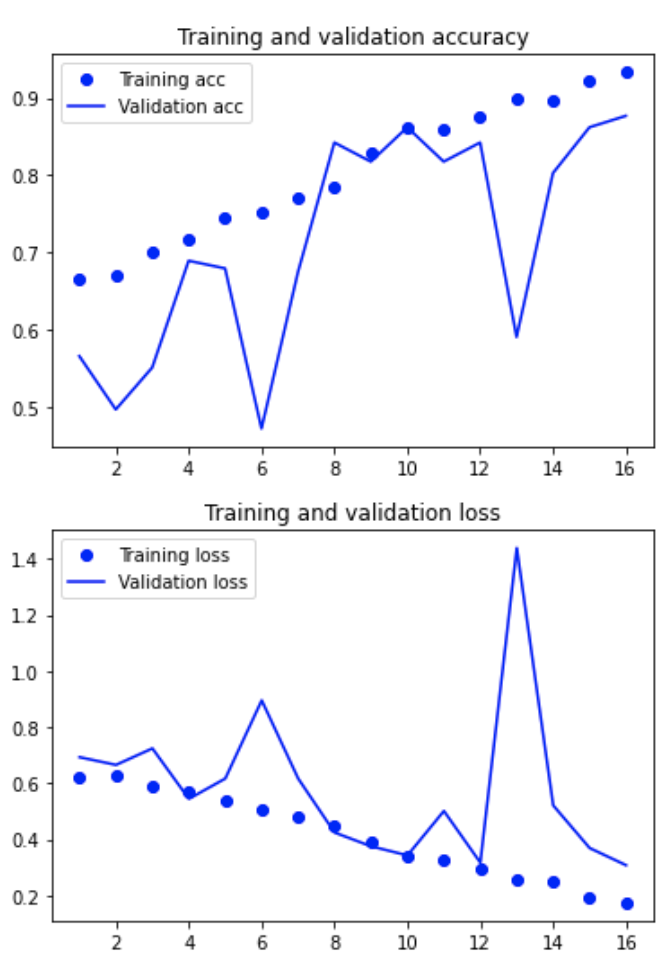 Training and validation accuracy
Training acc
Validation acc
0.9
0.8
0.7
0.6
0.5
2 4 6 8 10 12 14 16
Training and validation loss
Training loss
Validation loss
1.4
1.2
1.0
0.8
0.6
0.4
0.2
2 4 6 8 10 12 14 16